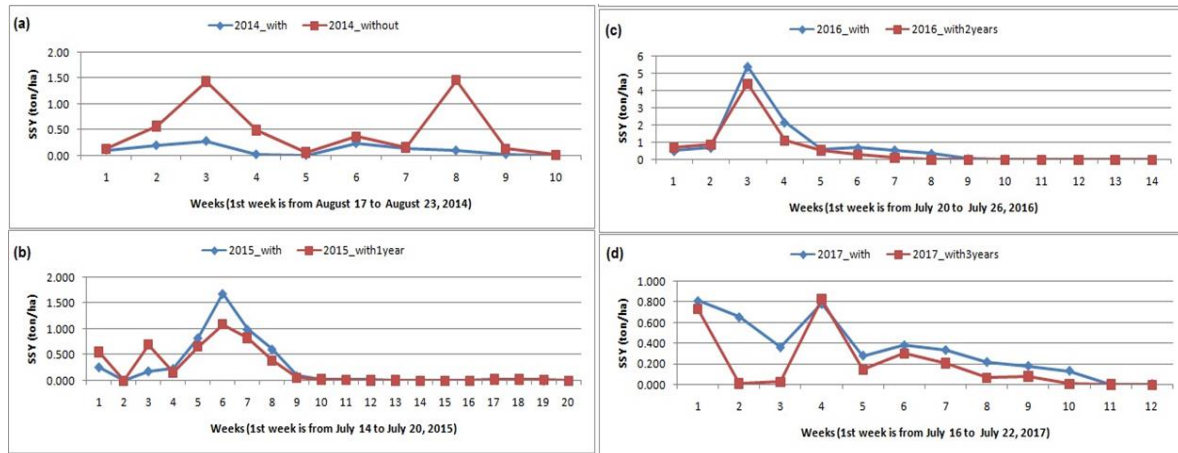 (a)
2014_with 2014_without
SSY (ton/ha)
2.00
1.50
1.00
0.50
0.00
1 2 3 4 5 6 7 8 9 10
Weeks (1st week is from August 17 to August 23, 2014)
(b)
2015_with 2015_with1year
SSY (ton/ha)
2.000
1.500
1.000
0.500
0.000
1 2 3 4 5 6 7 8 9 10 11 12 13 14 15 16 17 18 19 20
Weeks (1st week is from July 14 to July 20, 2015)
(c)
2016_with 2016_with2years
SSY (ton/ha)
6
5
4
3
2
1
0
1 2 3 4 5 6 7 8 9 10 11 12 13 14
Weeks (1st week is from July 20 to July 26, 2016)
(d)
2017_with 2017_with3years
SSY (ton/ha)
1.000
0.800
0.600
0.400
0.200
0.000
1 2 3 4 5 6 7 8 9 10 11 12
Weeks (1st week is from July 16 to July 22, 2017)